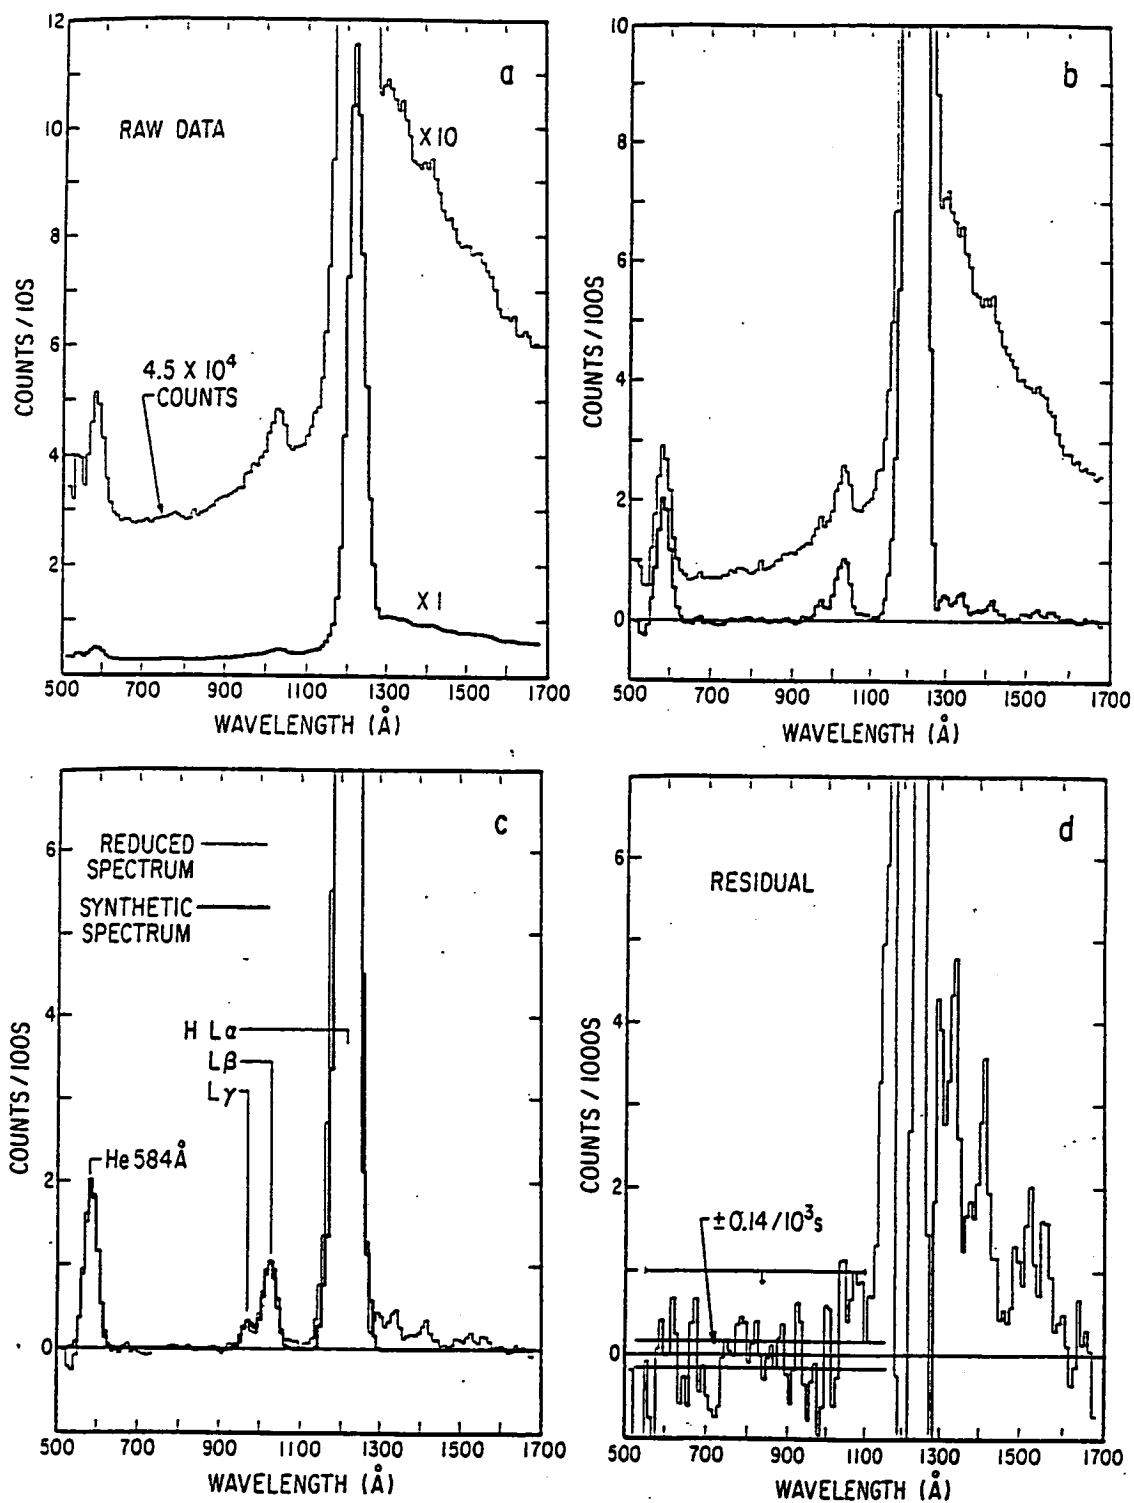 a
RAW DATA
X 10
4.5 X 10⁴
COUNTS
X 1
COUNTS / 10S
12
10
8
6
4
2
500 700 900 1100 1300 1500 1700
WAVELENGTH (Å)
b
COUNTS / 100S
10
8
6
4
2
0
500 700 900 1100 1300 1500 1700
WAVELENGTH (Å)
c
REDUCED
SPECTRUM
SYNTHETIC
SPECTRUM
H Lα
Lβ
Lγ
He 584Å
COUNTS / 100S
6
4
2
0
500 700 900 1100 1300 1500 1700
WAVELENGTH (Å)
d
RESIDUAL
±0.14/10³s
COUNTS / 1000S
6
4
2
0
500 700 900 1100 1300 1500 1700
WAVELENGTH (Å)